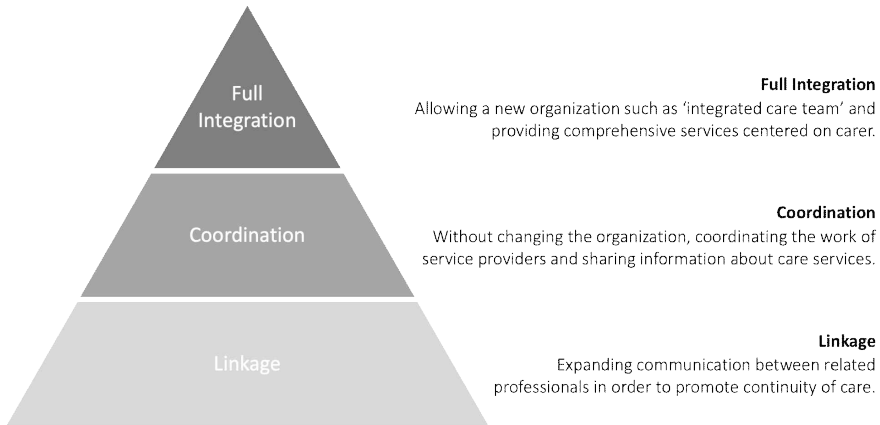 Full
Integration
Full Integration
Allowing a new organization such as ‘integrated care team’ and
providing comprehensive services centered on carer.
Coordination
Coordination
Without changing the organization, coordinating the work of
service providers and sharing information about care services.
Linkage
Linkage
Expanding communication between related
professionals in order to promote continuity of care.